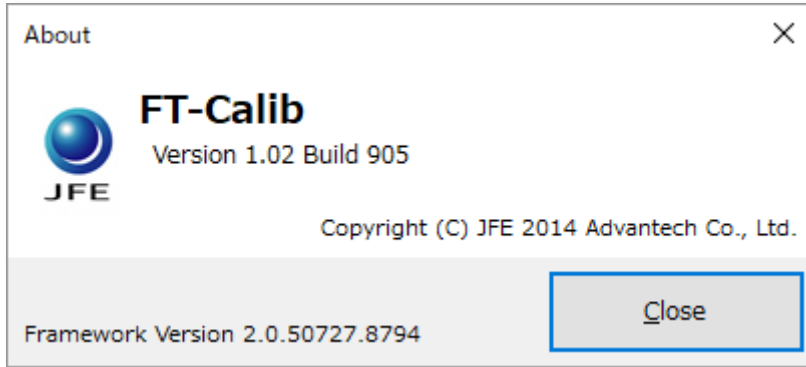 About
FT-Calib
Version 1.02 Build 905
JFE
Copyright (C) JFE 2014 Advantech Co., Ltd.
Close
Framework Version 2.0.50727.8794